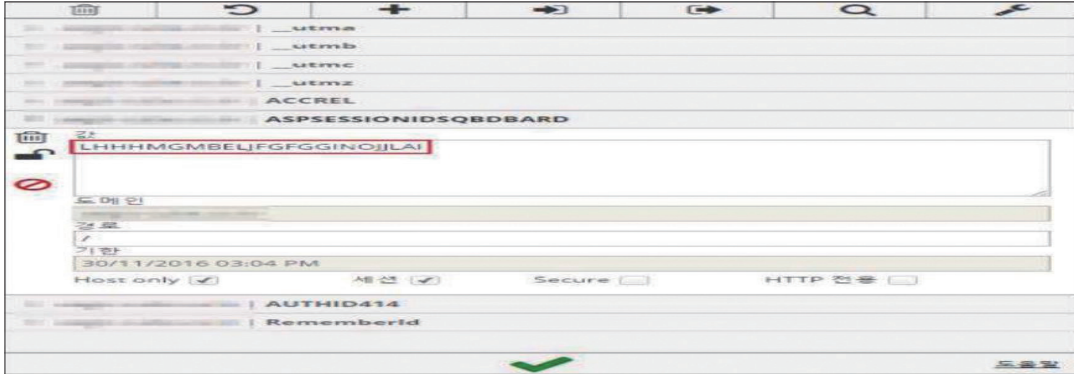 | __utma
| __utmb
| __utmc
| __utmz
| ACCREL
| ASPSESSIONIDSQBDBARD
값
LHHHMGMBELJFGFGGINOJJLAI
도메인
경로
/
기한
30/11/2016 03:04 PM
Host only 세션 Secure HTTP 전용
| AUTHID414
| RememberId
도움말